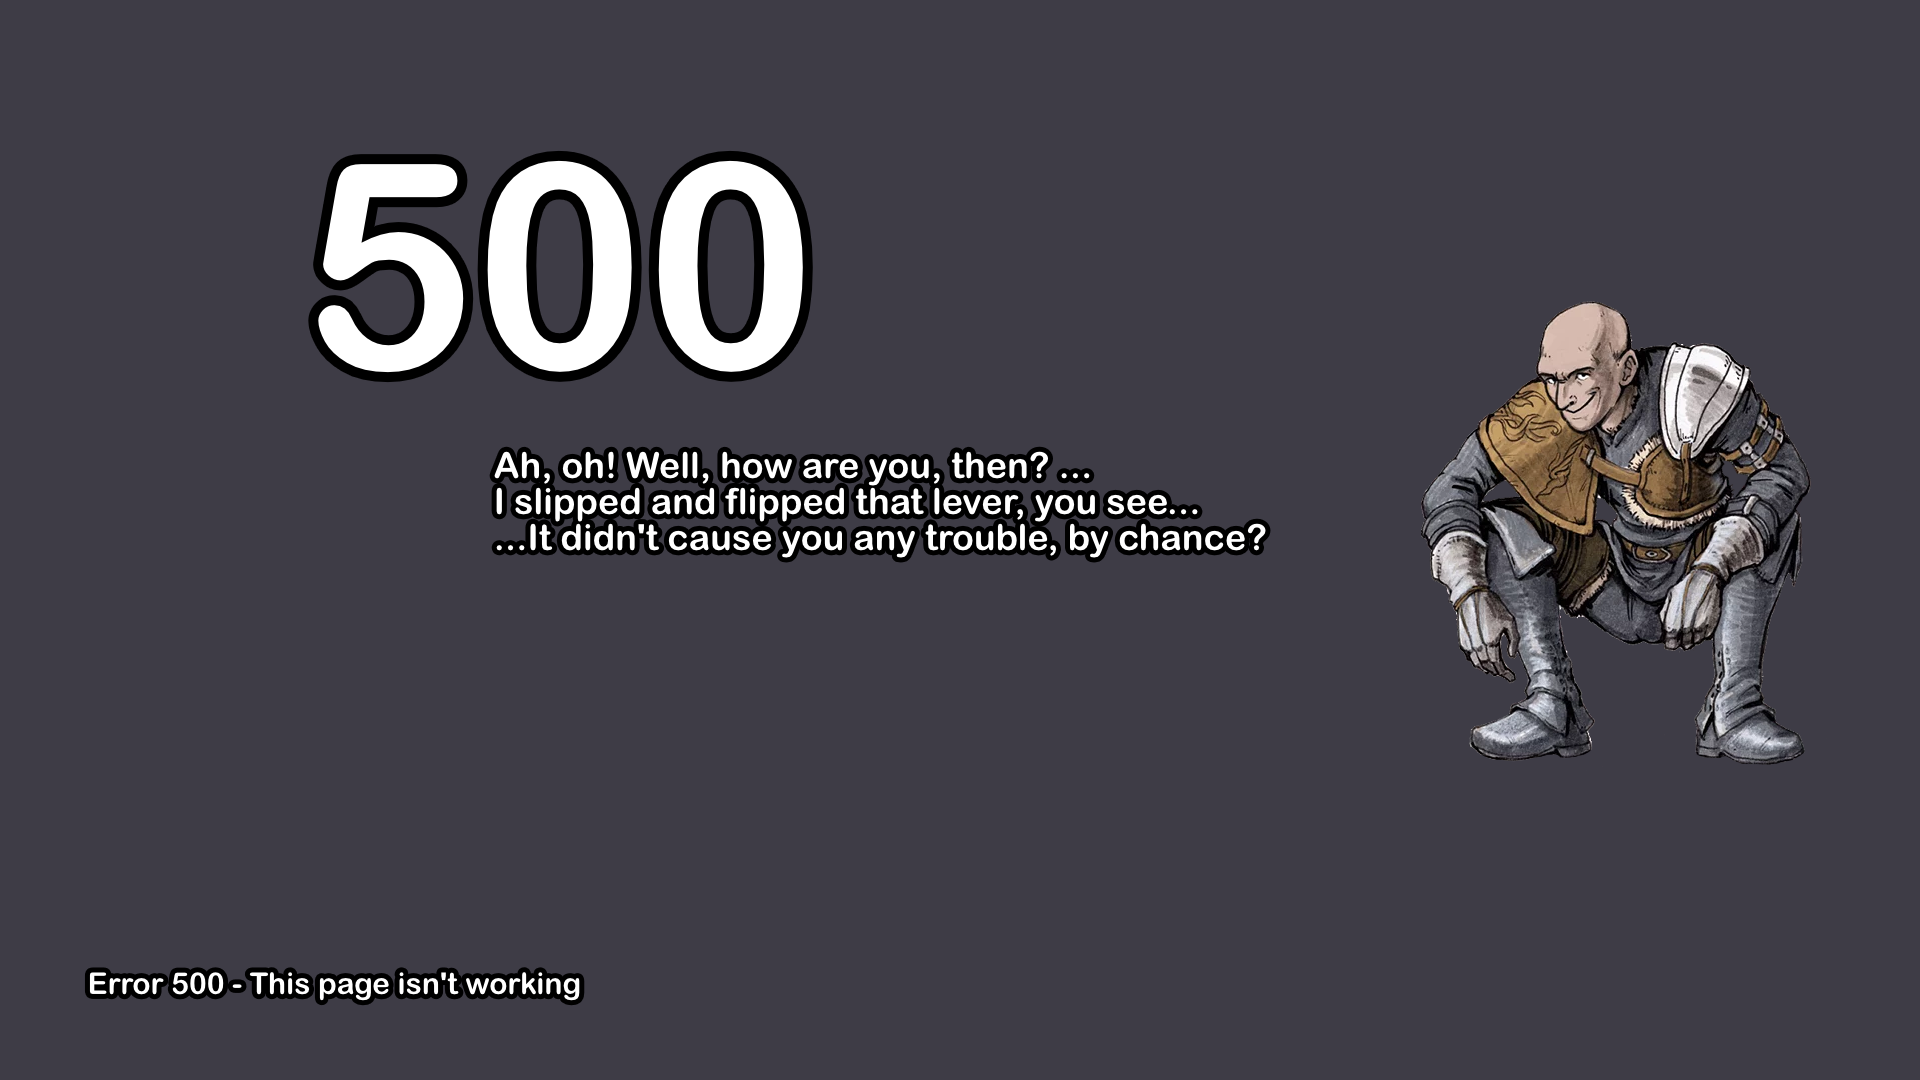 500
Ah, oh! Well, how are you, then? ...
I slipped and flipped that lever, you see...
...It didn't cause you any trouble, by chance?
Error 500 - This page isn't working